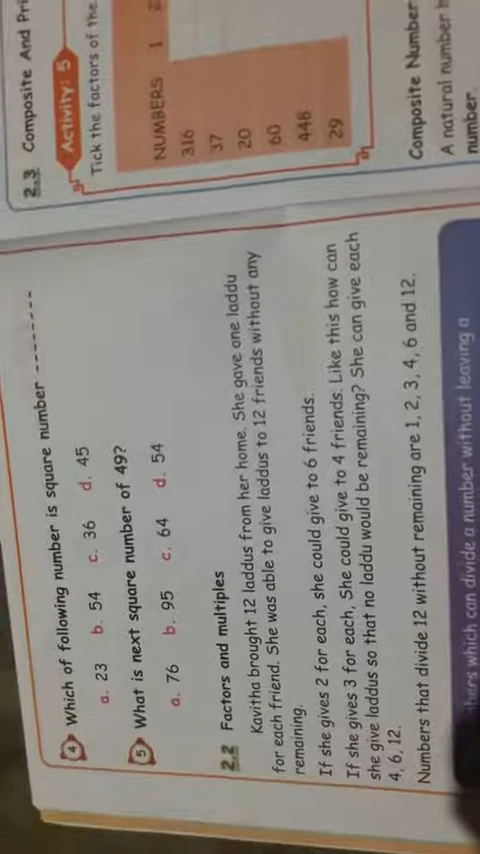 4 Which of following number is square number --------
a. 23 b. 54 c. 36 d. 45
5 What is next square number of 49?
a. 76 b. 95 c. 64 d. 54
2.2 Factors and multiples
Kavitha brought 12 laddus from her home. She gave one laddu
for each friend. She was able to give laddus to 12 friends without any
remaining.
If she gives 2 for each, she could give to 6 friends.
If she gives 3 for each, She could give to 4 friends. Like this how can
she give laddus so that no laddu would be remaining? She can give each
4, 6, 12.
Numbers that divide 12 without remaining are 1, 2, 3, 4, 6 and 12.
which can divide a number without leaving a
2.3 Composite And
Activity: 5
Tick the factors of the
NUMBERS 1 2
316
37
20
60
448
29
Composite Number
A natural number
number